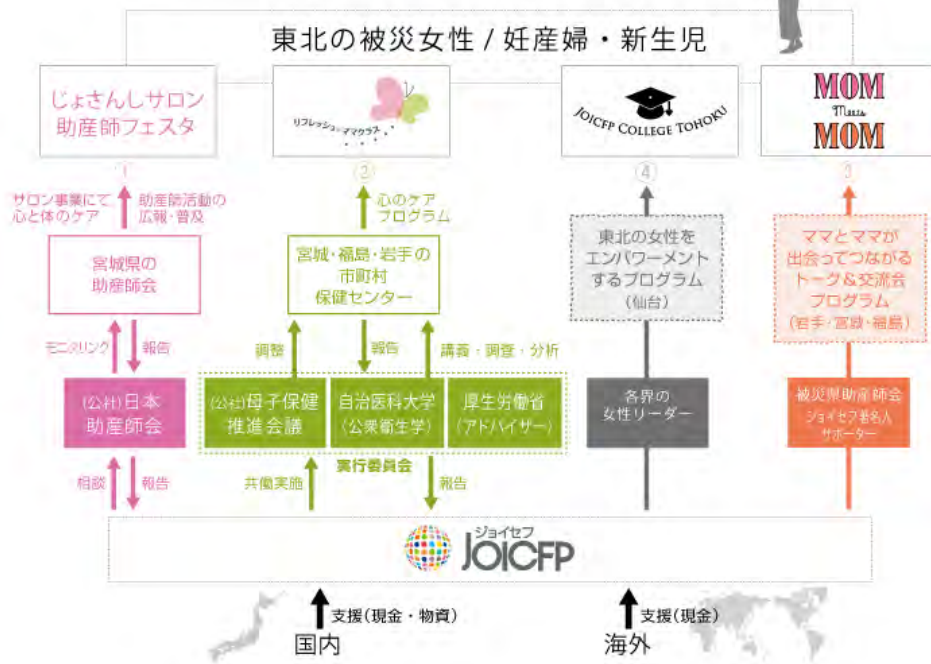 東北の被災女性 / 妊産婦・新生児
じょさんしサロン
助産師フェスタ
リフレッシュ・ママクラス
JOICFP COLLEGE TOHOKU
MOM
Meets
MOM
①
②
④
3
サロン事業にて
心と体のケア
助産師活動の
広報・普及
心のケア
プログラム
宮城県の
助産師会
宮城・福島・岩手の
市町村
保健センター
東北の女性を
エンパワーメント
するプログラム
(仙台)
ママとママが
出会ってつながる
トーク&交流会
プログラム
(岩手・宮城・福島)
モニタリング
報告
調整
報告
講義・調査・分析
(公社)日本
助産師会
(公社)母子保健
推進会議
自治医科大学
(公衆衛生学)
厚生労働省
(アドバイザー)
各界の
女性リーダー
被災県助産師会
ジョイセフ著名人
サポーター
実行委員会
相談
報告
共働実施
報告
ジョイセフ
JOICFP
支援(現金・物資)
国内
支援(現金)
海外